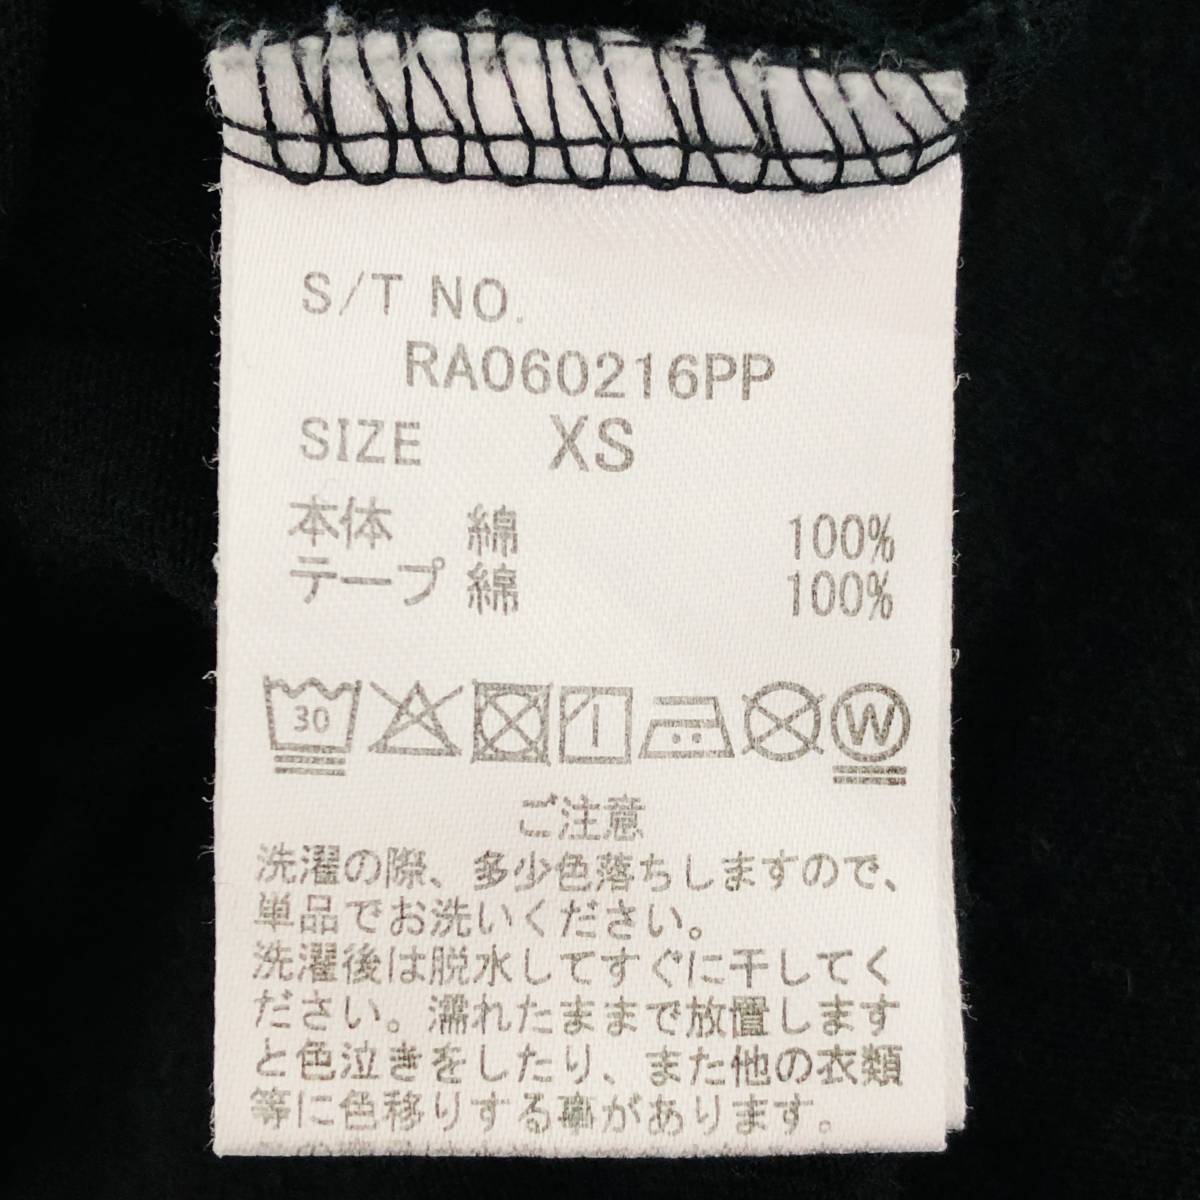 S/T NO.
RA060216PP
SIZE XS
本体 綿 100%
テープ 綿 100%
30 W
ご注意
洗濯の際、多少色落ちしますので、
単品でお洗いください。
洗濯後は脱水してすぐに干してく
ださい。濡れたままで放置します
と色泣きをしたり、また他の衣類
等に色移りする事があります。